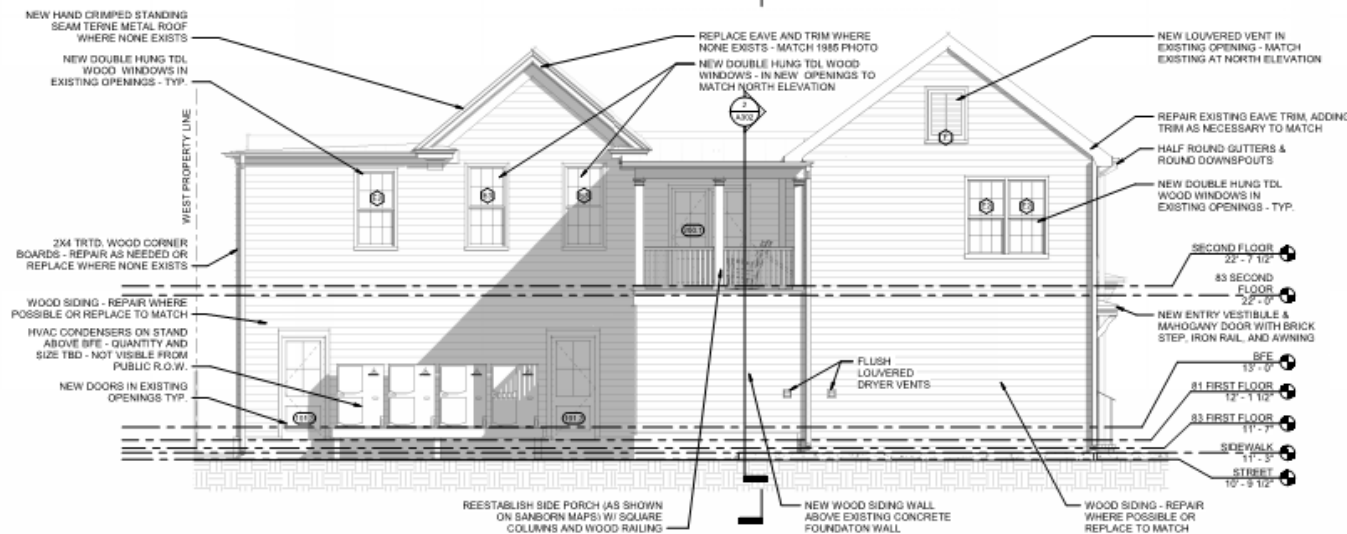 NEW HAND CRIMPED STANDING
SEAM TERNE METAL ROOF
WHERE NONE EXISTS
NEW DOUBLE HUNG TDL
WOOD WINDOWS IN
EXISTING OPENINGS - TYP.
WEST PROPERTY LINE
2X4 TRTD. WOOD CORNER
BOARDS - REPAIR AS NEEDED OR
REPLACE WHERE NONE EXISTS
WOOD SIDING - REPAIR WHERE
POSSIBLE OR REPLACE TO MATCH
HVAC CONDENSERS ON STAND
ABOVE BFE - QUANTITY AND
SIZE TBD - NOT VISIBLE FROM
PUBLIC R.O.W.
NEW DOORS IN EXISTING
OPENINGS TYP.
REPLACE EAVE AND TRIM WHERE
NONE EXISTS - MATCH 1985 PHOTO
NEW DOUBLE HUNG TDL WOOD
WINDOWS - IN NEW OPENINGS TO
MATCH NORTH ELEVATION
2
A302
200.1
FLUSH
LOUVERED
DRYER VENTS
REESTABLISH SIDE PORCH (AS SHOWN
ON SANBORN MAPS) W/ SQUARE
COLUMNS AND WOOD RAILING
NEW WOOD SIDING WALL
ABOVE EXISTING CONCRETE
FOUNDATON WALL
WOOD SIDING - REPAIR
WHERE POSSIBLE OR
REPLACE TO MATCH
NEW LOUVERED VENT IN
EXISTING OPENING - MATCH
EXISTING AT NORTH ELEVATION
REPAIR EXISTING EAVE TRIM, ADDING
TRIM AS NECESSARY TO MATCH
HALF ROUND GUTTERS &
ROUND DOWNSPOUTS
NEW DOUBLE HUNG TDL
WOOD WINDOWS IN
EXISTING OPENINGS - TYP.
SECOND FLOOR
22' - 7 1/2"
83 SECOND
FLOOR
22' - 0"
NEW ENTRY VESTIBULE &
MAHOGANY DOOR WITH BRICK
STEP, IRON RAIL, AND AWNING
BFE
13' - 0"
81 FIRST FLOOR
12' - 1 1/2"
83 FIRST FLOOR
11' - 7"
SIDEWALK
11' - 3"
STREET
10' - 9 1/2"